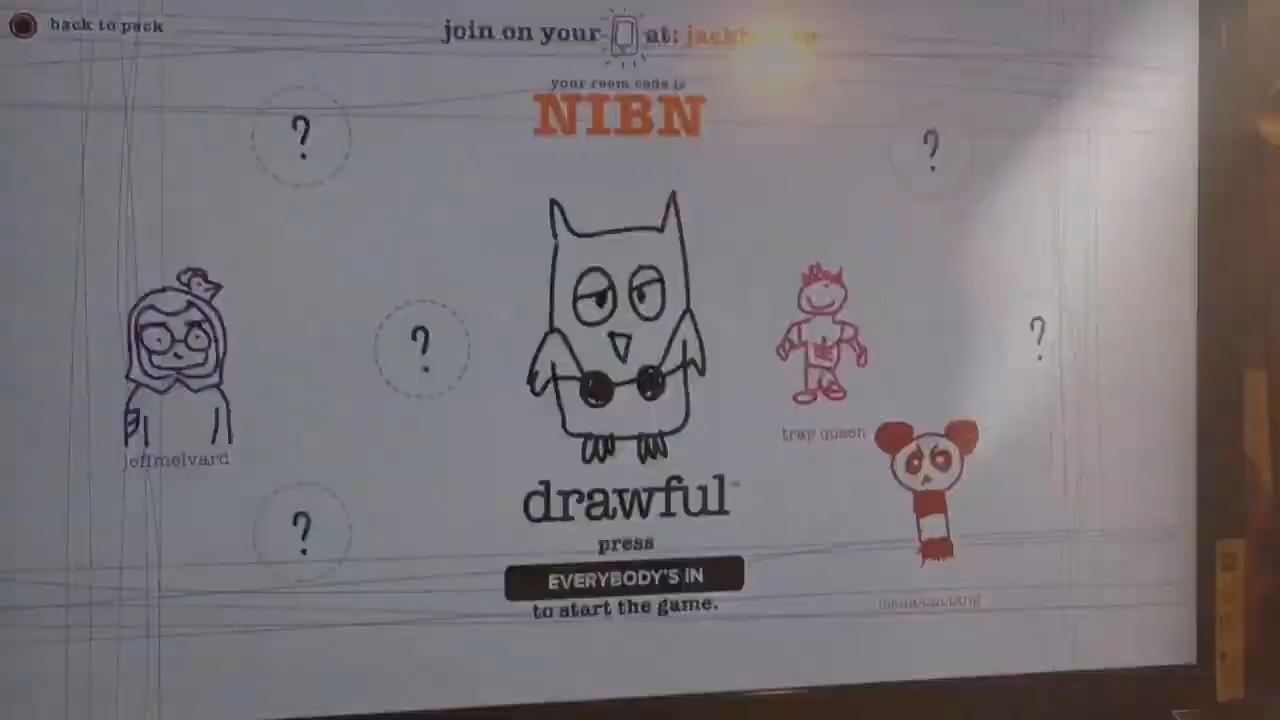 back to pack
join on your at:
your room code is
NIBN
?
?
?
?
jeffmelvard
trap queen
?
drawful™
press
EVERYBODY'S IN
to start the game.